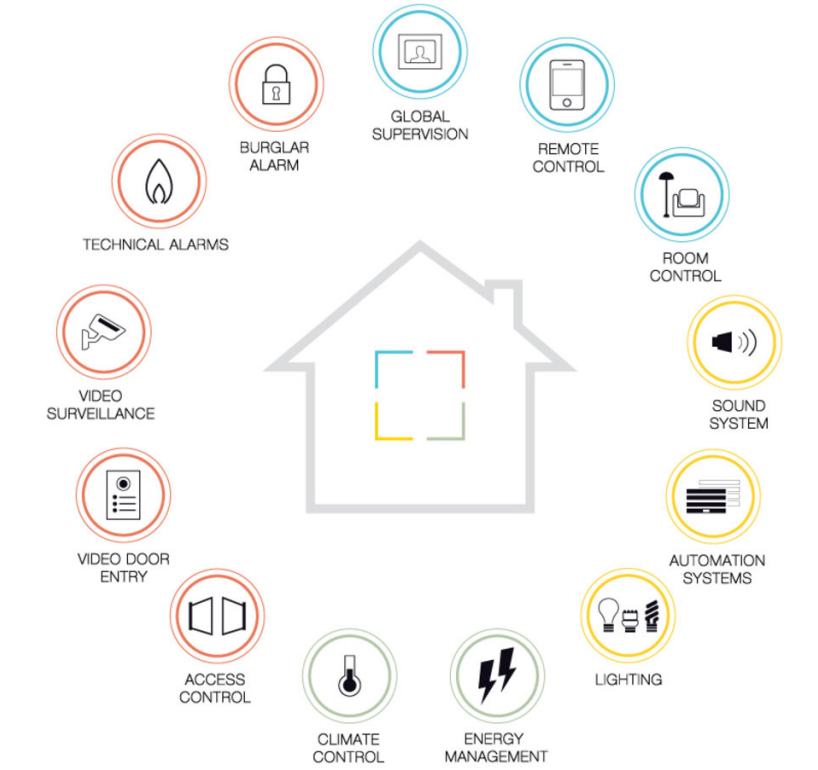 GLOBAL
SUPERVISION
REMOTE
CONTROL
ROOM
CONTROL
SOUND
SYSTEM
AUTOMATION
SYSTEMS
LIGHTING
ENERGY
MANAGEMENT
CLIMATE
CONTROL
ACCESS
CONTROL
VIDEO DOOR
ENTRY
VIDEO
SURVEILLANCE
TECHNICAL ALARMS
BURGLAR
ALARM